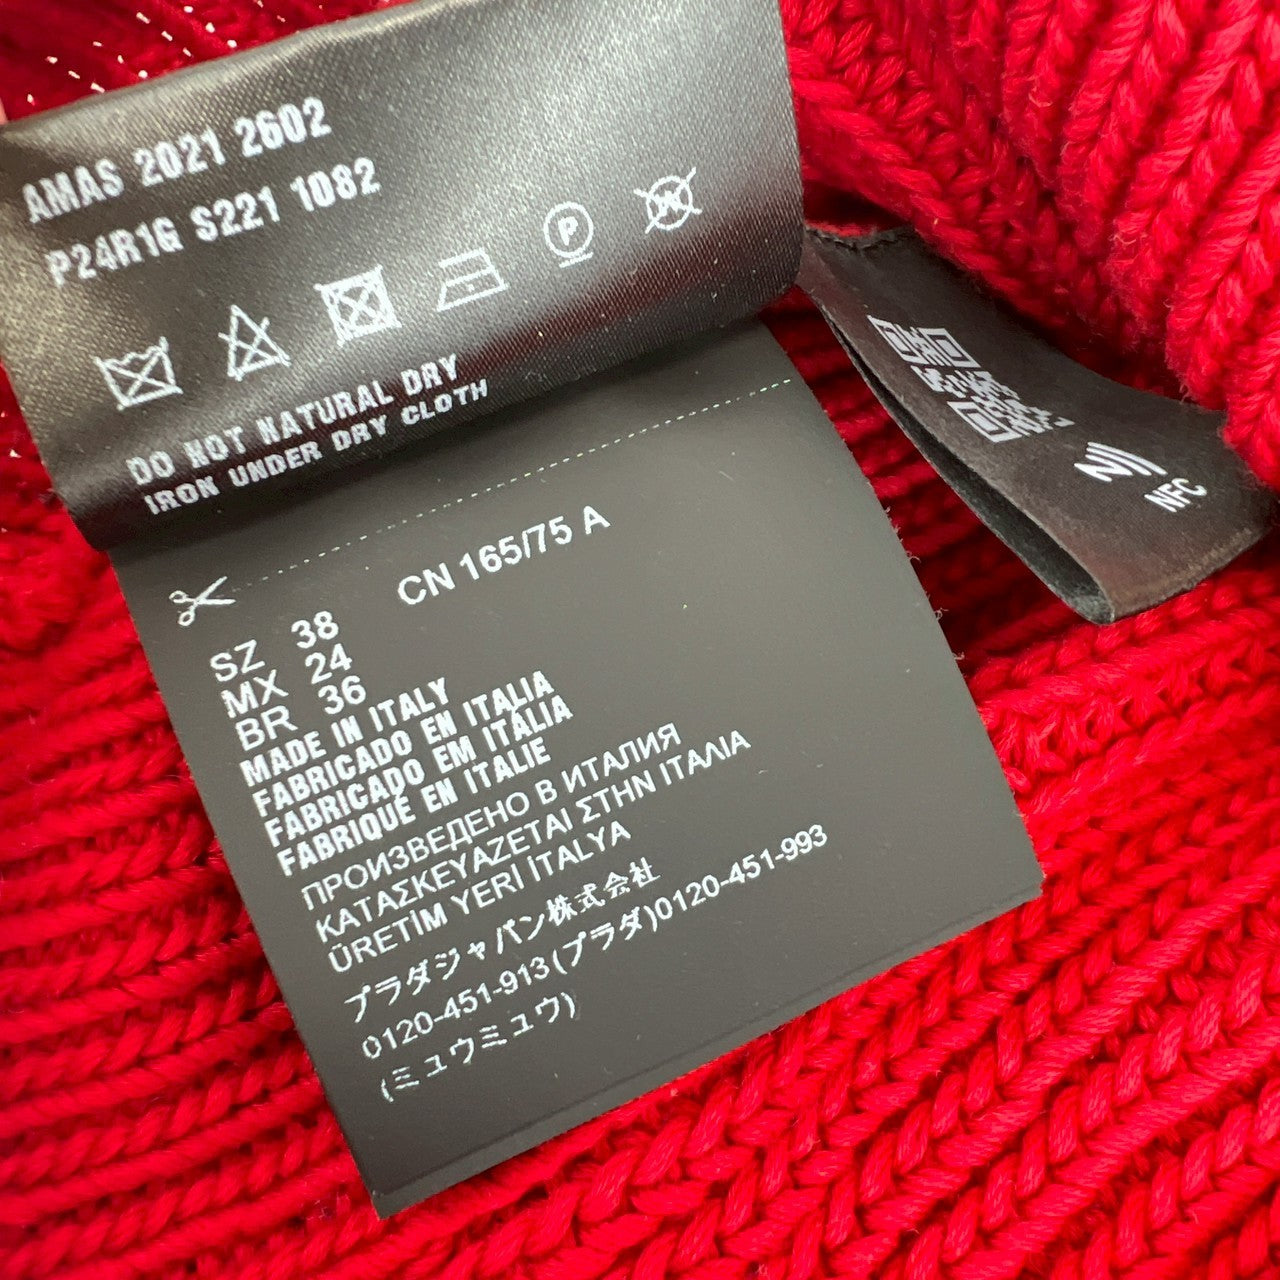 AMAS 2021 2602
P24R1G S221 1082
P
DO NOT NATURAL DRY
IRON UNDER DRY CLOTH
CN 165/75 A
SZ 38
MX 24
BR 36
MADE IN ITALY
FABRICADO EN ITALIA
FABRICADO EM ITÁLIA
FABRIQUÉ EN ITALIE
ПРОИЗВЕДЕНО В ИТАЛИЯ
ΚΑΤΑΣΚΕΥΑΖΕΤΑΙ ΣΤΗΝ ΙΤΑΛΙΑ
ÜRETİM YERİ İTALYA
プラダジャパン株式会社
0120-451-913(プラダ)0120-451-993
(ミュウミュウ)
NFC